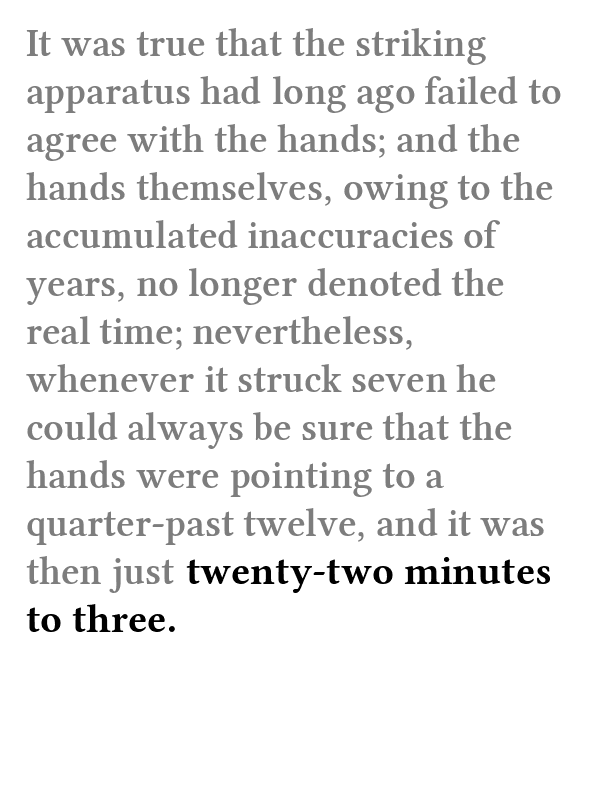 It was true that the striking
apparatus had long ago failed to
agree with the hands; and the
hands themselves, owing to the
accumulated inaccuracies of
years, no longer denoted the
real time; nevertheless,
whenever it struck seven he
could always be sure that the
hands were pointing to a
quarter-past twelve, and it was
then just twenty-two minutes
to three.